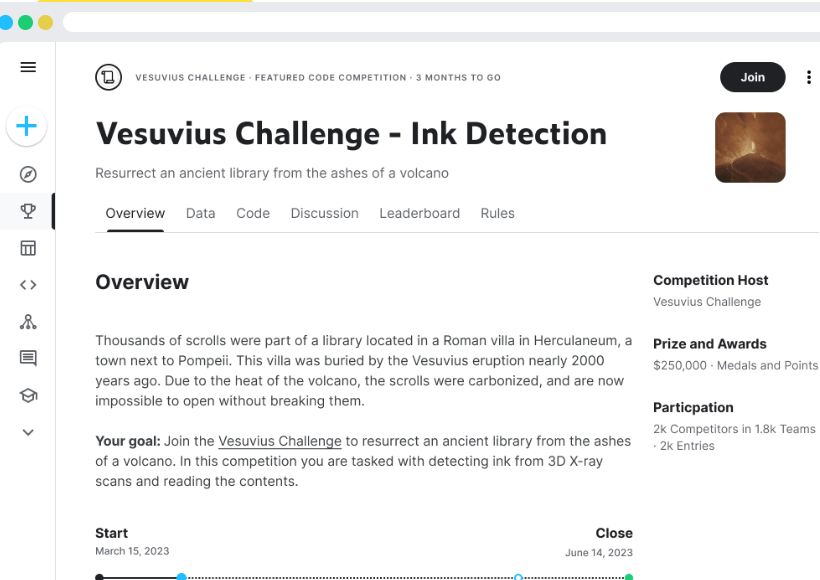 VESUVIUS CHALLENGE · FEATURED CODE COMPETITION · 3 MONTHS TO GO
Join
Vesuvius Challenge - Ink Detection
Resurrect an ancient library from the ashes of a volcano
Overview Data Code Discussion Leaderboard Rules
Overview
Thousands of scrolls were part of a library located in a Roman villa in Herculaneum, a
town next to Pompeii. This villa was buried by the Vesuvius eruption nearly 2000
years ago. Due to the heat of the volcano, the scrolls were carbonized, and are now
impossible to open without breaking them.
Your goal: Join the Vesuvius Challenge to resurrect an ancient library from the ashes
of a volcano. In this competition you are tasked with detecting ink from 3D X-ray
scans and reading the contents.
Start
March 15, 2023
Close
June 14, 2023
Competition Host
Vesuvius Challenge
Prize and Awards
$250,000 · Medals and Points
Particpation
2k Competitors in 1.8k Teams
· 2k Entries